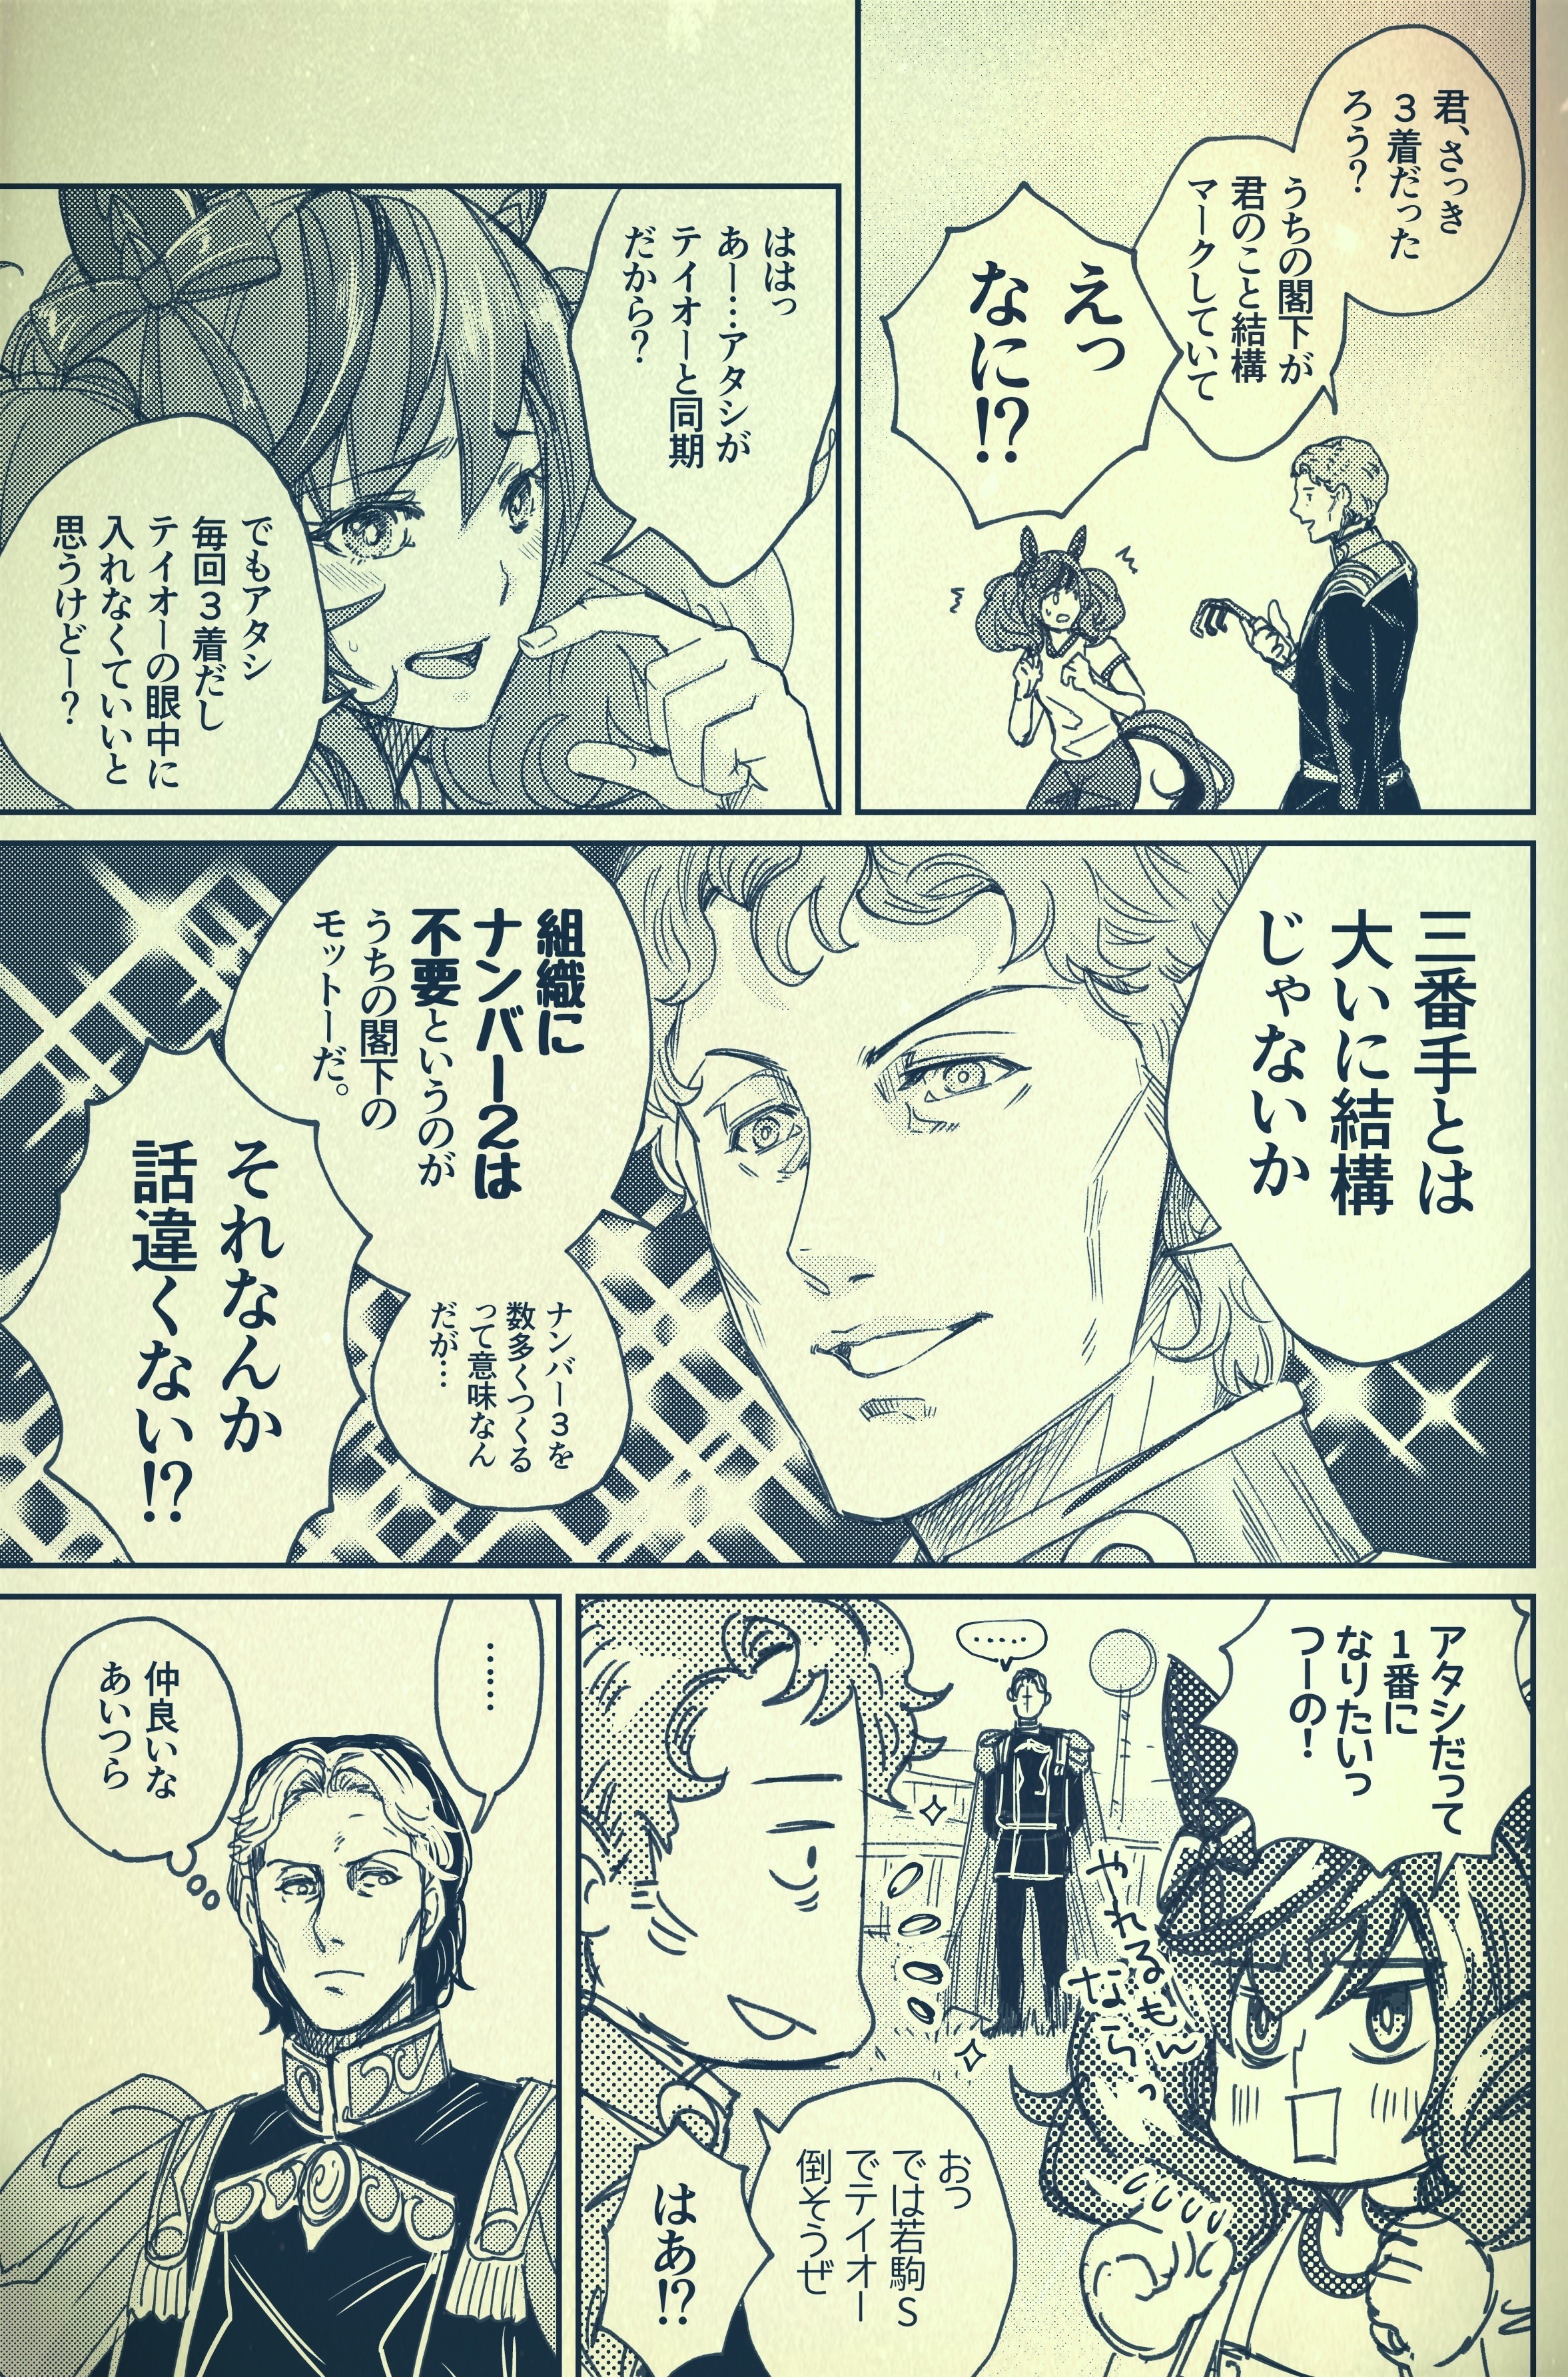 君、さっき
3着だった
ろう?
うちの閣下が
君のこと結構
マークしていて
えっ
なに!?
ははっ
あー…アタシが
テイオーと同期
だから?
でもアタシ
毎回3着だし
テイオーの眼中に
入れなくていいと
思うけどー?
三番手とは
大いに結構
じゃないか
組織に
ナンバー2は
不要というのが
うちの閣下の
モットーだ。
ナンバー3を
数多くつくる
って意味なん
だが…
それなんか
話違くない!?
アタシだって
1番に
なりたいっ
つーの!
やれるもん
ならっ
……
おっ
では若駒S
でテイオー
倒そうぜ
はあ!?
……
仲良いな
あいつら